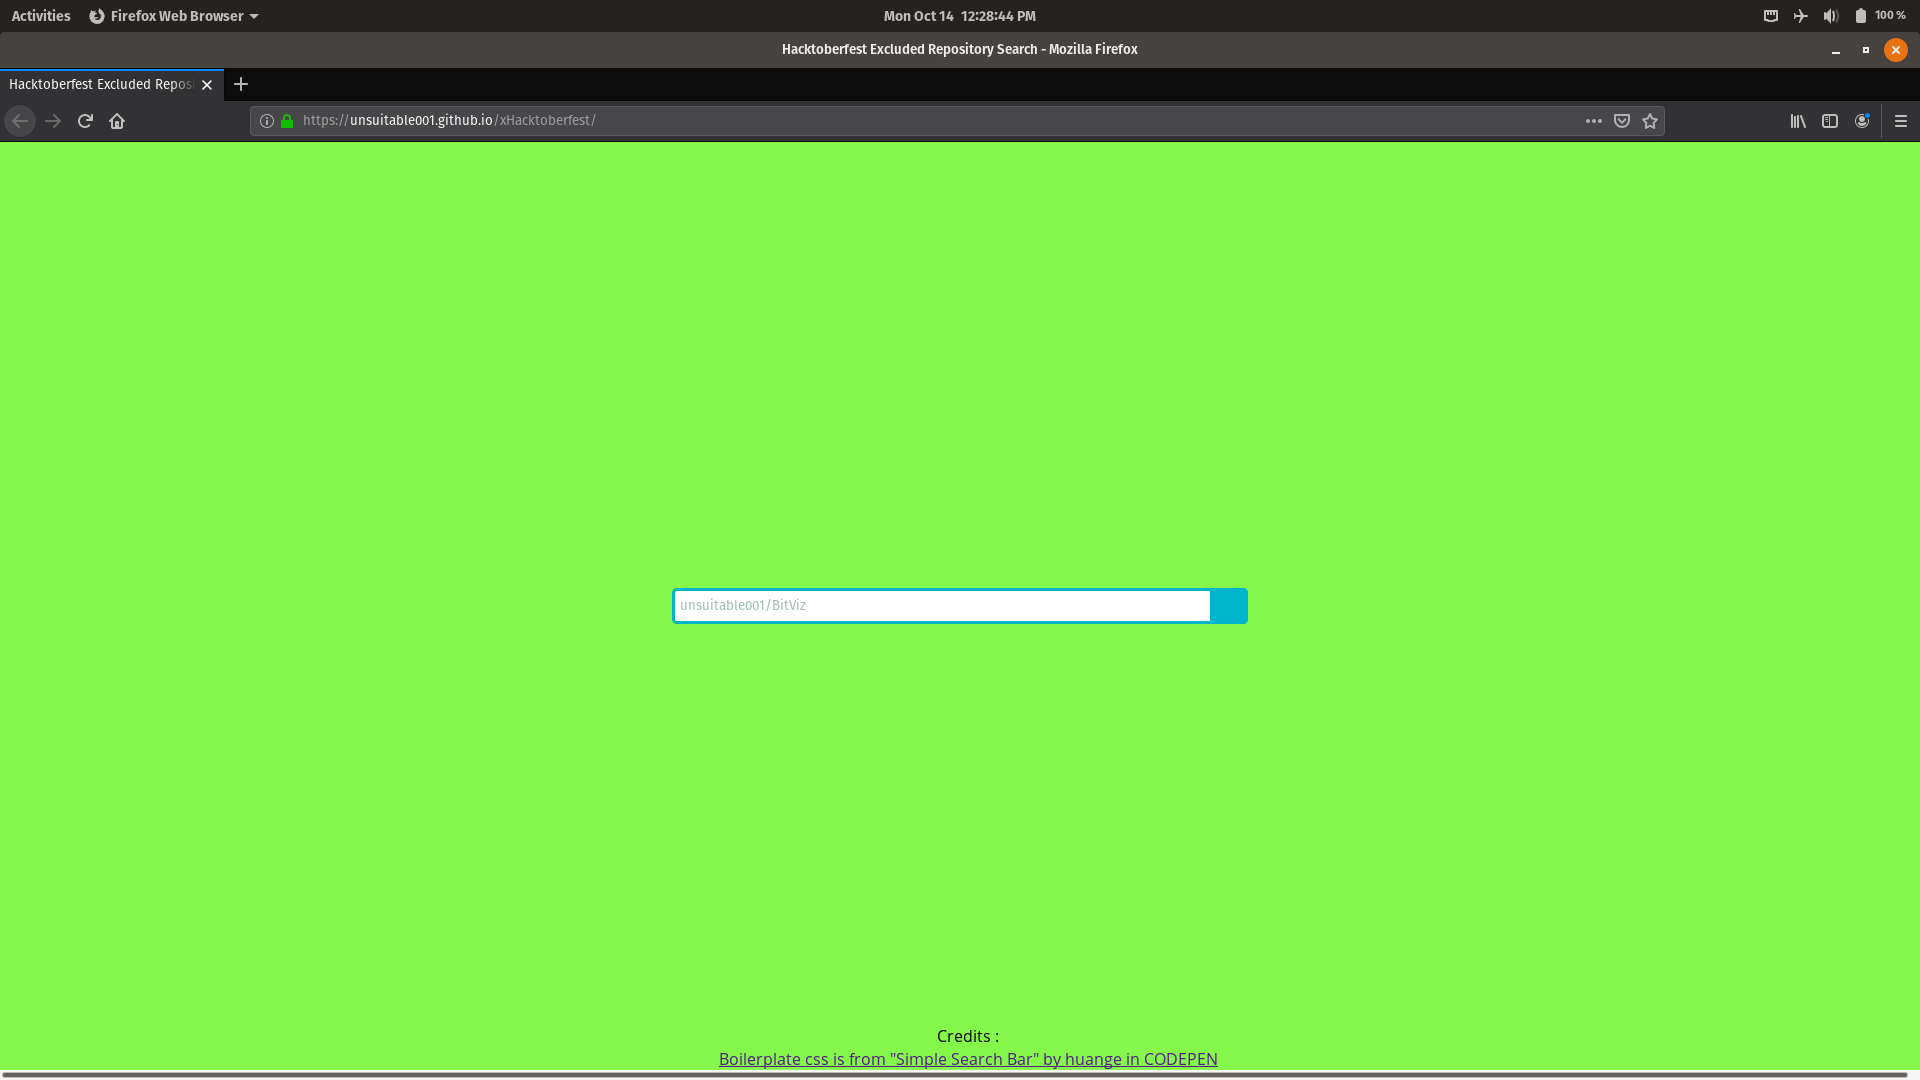 Activities
Firefox Web Browser
Mon Oct 14 12:28:44 PM
100 %
Hacktoberfest Excluded Repository Search - Mozilla Firefox
Hacktoberfest Excluded Reposi
https://unsuitable001.github.io/xHacktoberfest/
unsuitable001/BitViz
Credits :
Boilerplate css is from "Simple Search Bar" by huange in CODEPEN